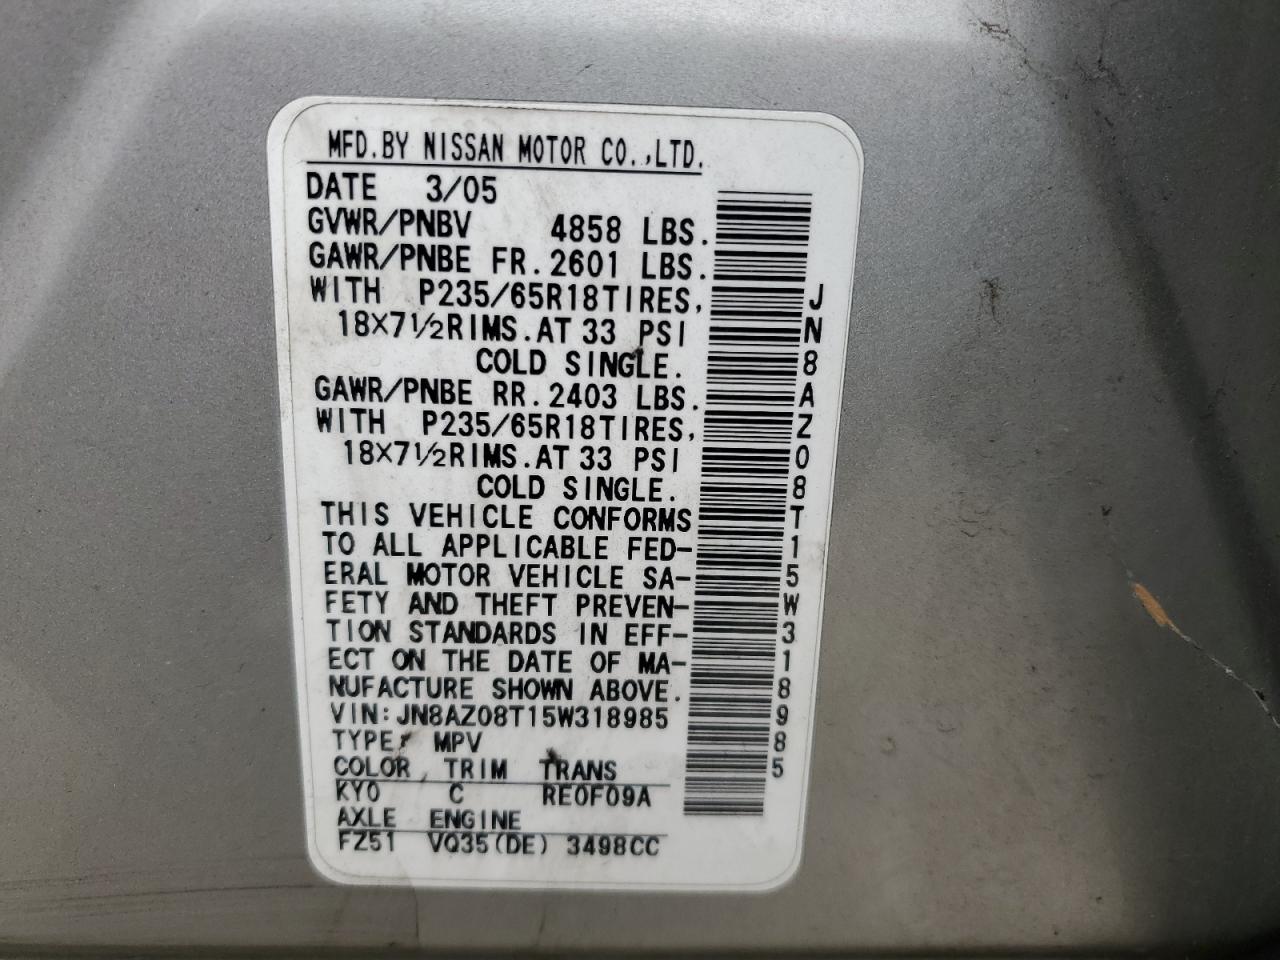 MFD.BY NISSAN MOTOR CO.,LTD.
DATE 3/05
GVWR/PNBV 4858 LBS.
GAWR/PNBE FR.2601 LBS.
WITH P235/65R18TIRES,
18X7½RIMS.AT 33 PSI
COLD SINGLE.
GAWR/PNBE RR.2403 LBS.
WITH P235/65R18TIRES,
18X7½RIMS.AT 33 PSI
COLD SINGLE.
THIS VEHICLE CONFORMS
TO ALL APPLICABLE FED-
ERAL MOTOR VEHICLE SA-
FETY AND THEFT PREVEN-
TION STANDARDS IN EFF-
ECT ON THE DATE OF MA-
NUFACTURE SHOWN ABOVE.
VIN:JN8AZ08T15W318985
TYPE: MPV
COLOR TRIM TRANS
KY0 C RE0F09A
AXLE ENGINE
FZ51 VQ35(DE) 3498CC
JN8AZ08T15W318985